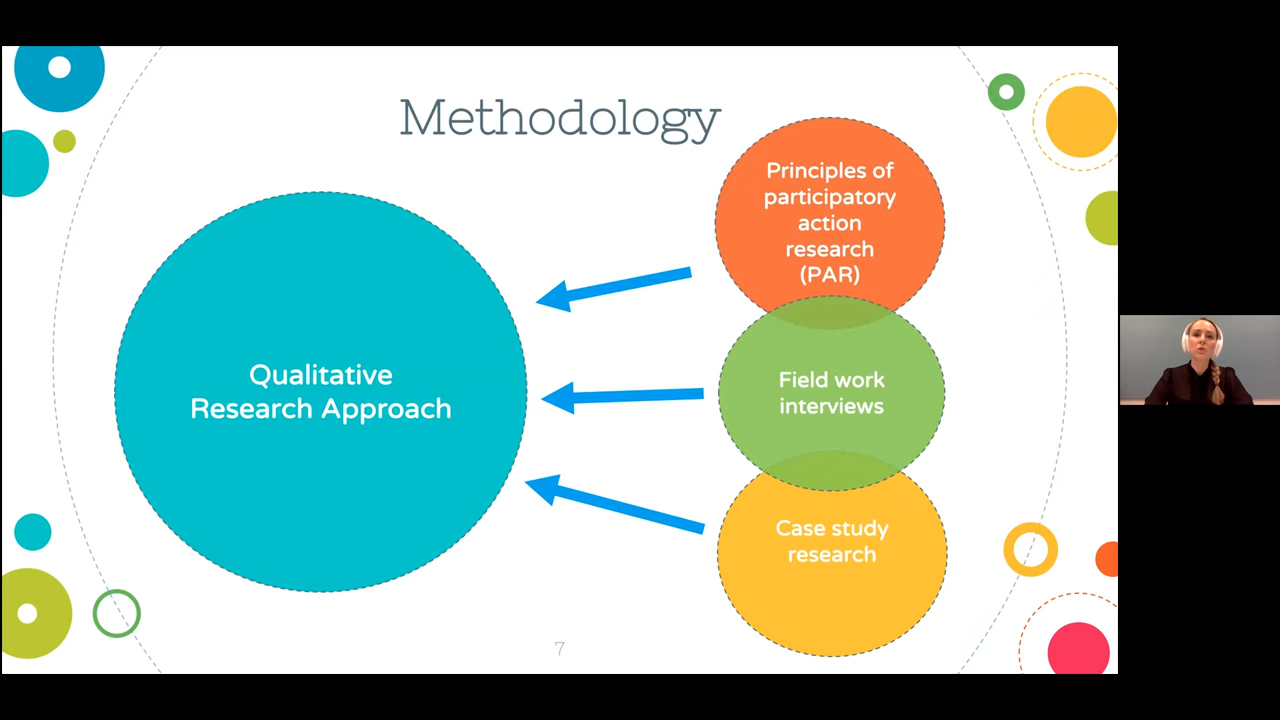 Methodology
Principles of
participatory
action
research
(PAR)
Qualitative
Research Approach
Field work
interviews
Case study
research
7